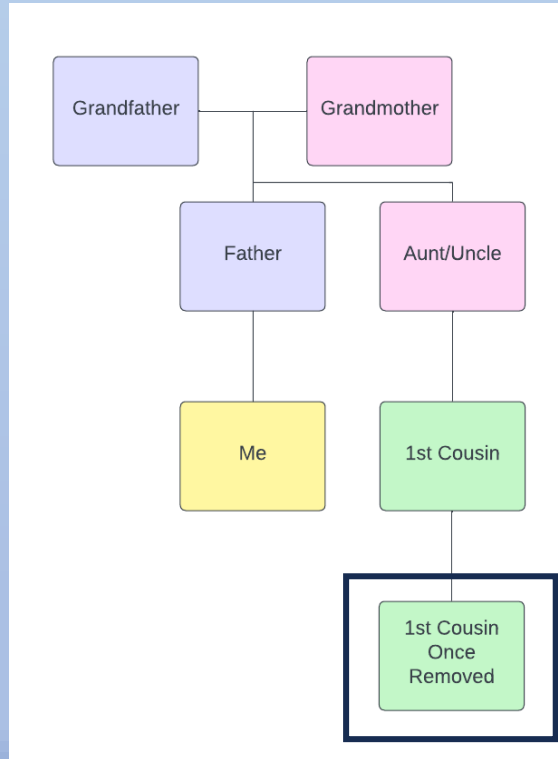 Grandfather
Grandmother
Father
Aunt/Uncle
Me
1st Cousin
1st Cousin
Once
Removed